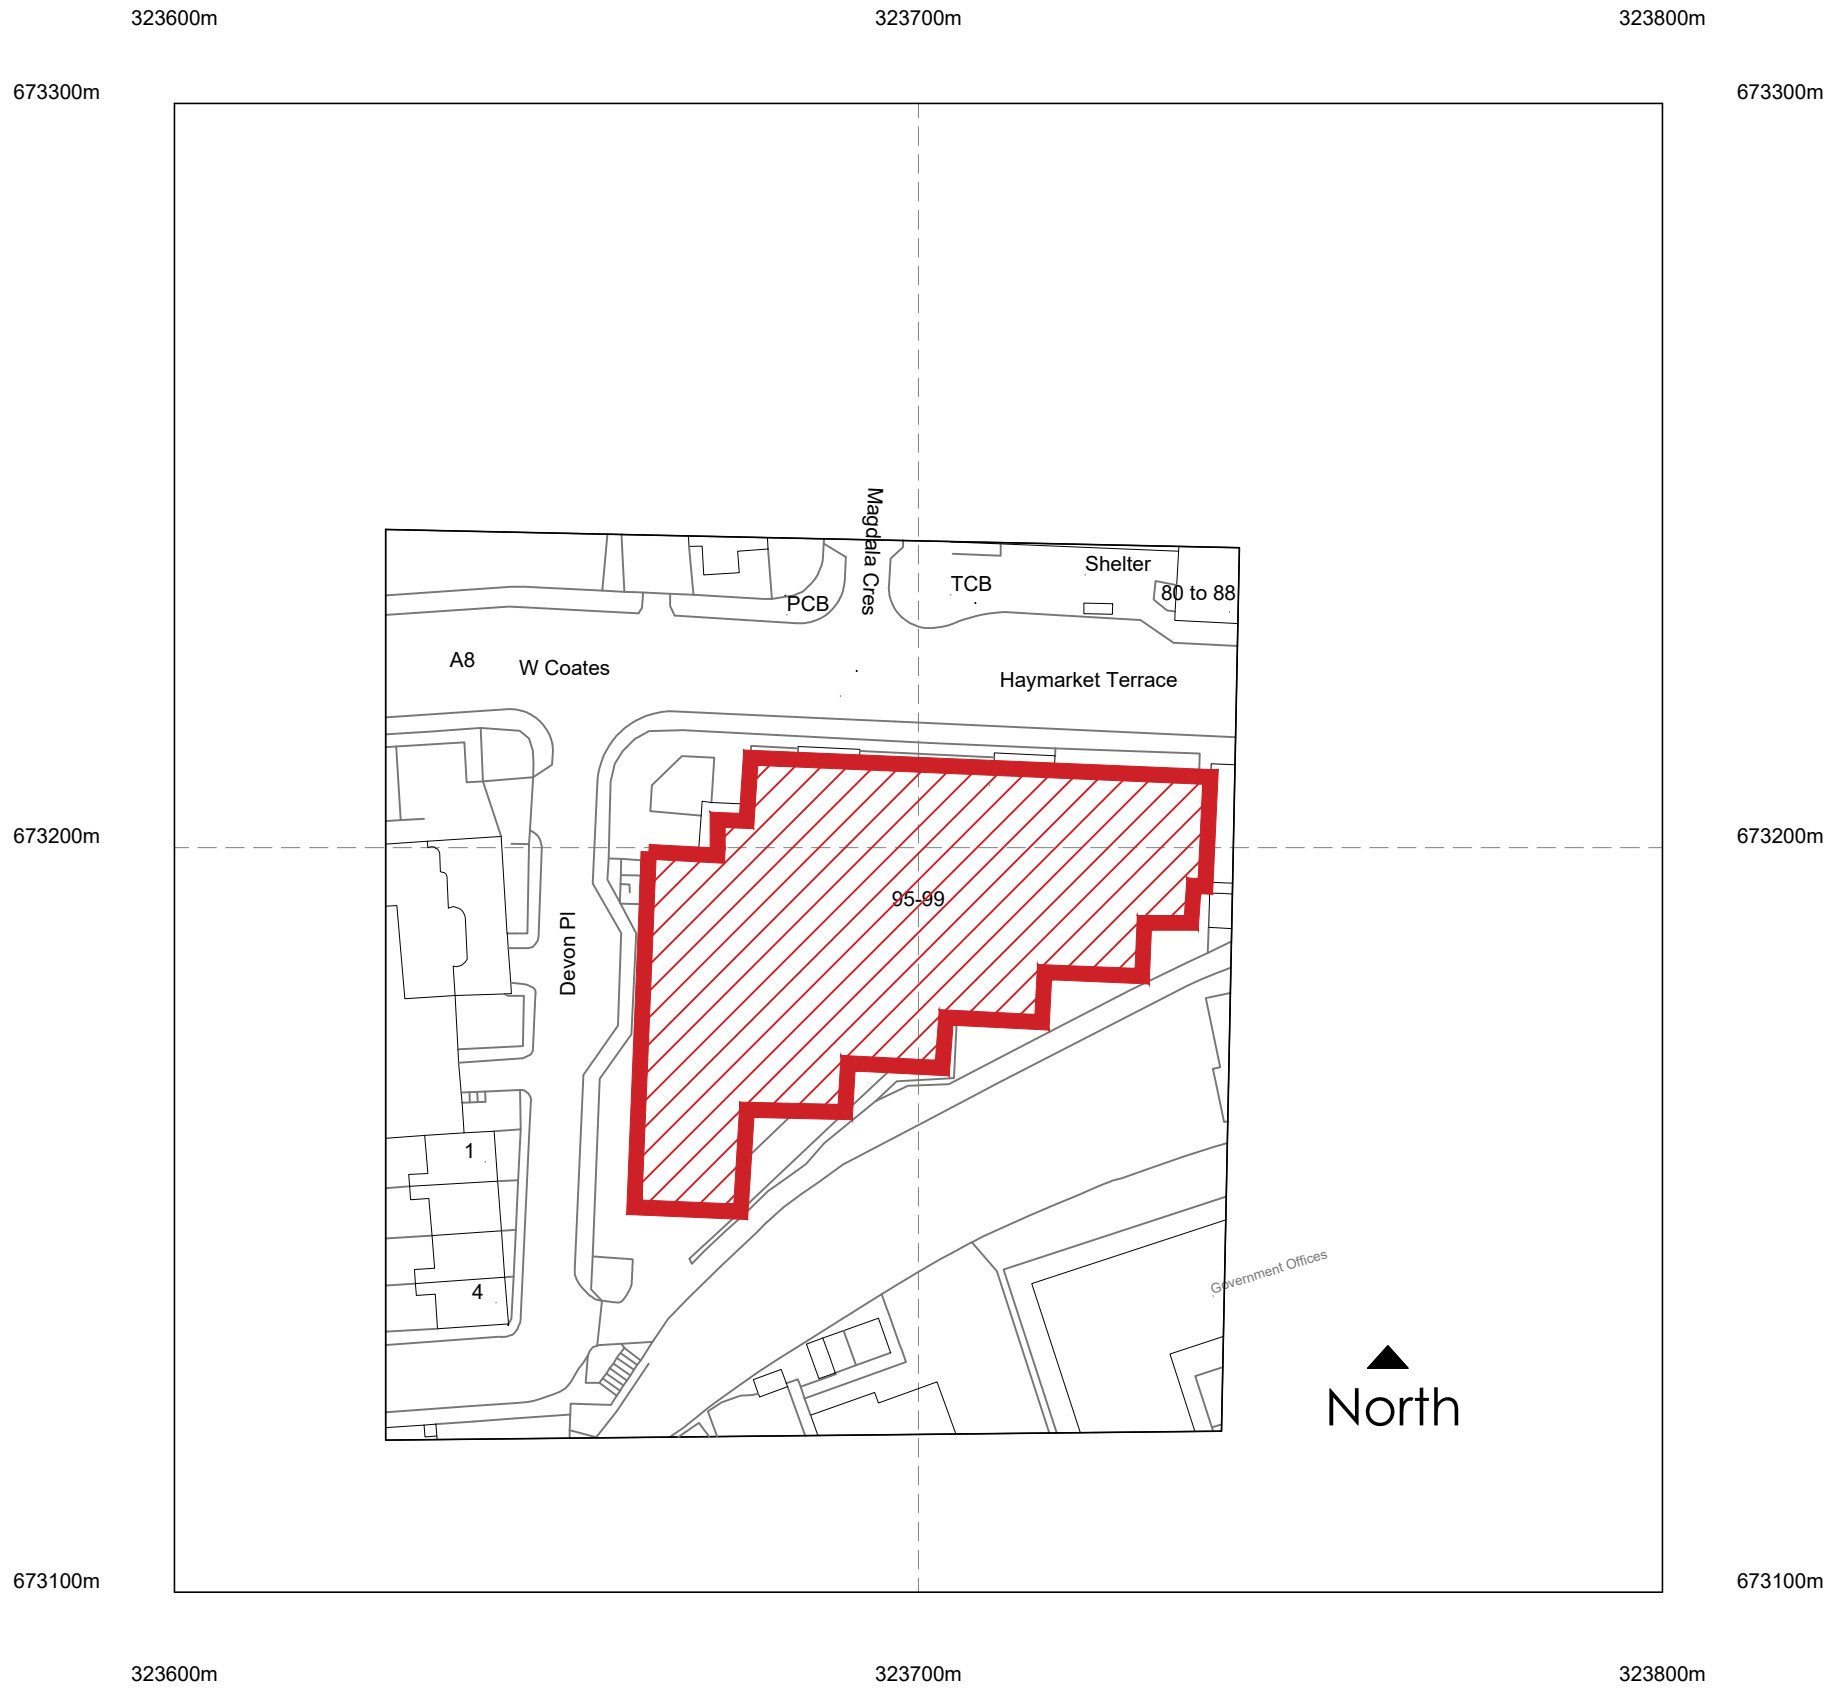 323600m
323700m
323800m
673300m
673300m
Magdala Cres
Shelter
TCB
80 to 88
PCB
A8
W Coates
Haymarket Terrace
673200m
673200m
95-99
Devon Pl
1
Government Offices
4
North
673100m
673100m
323600m
323700m
323800m